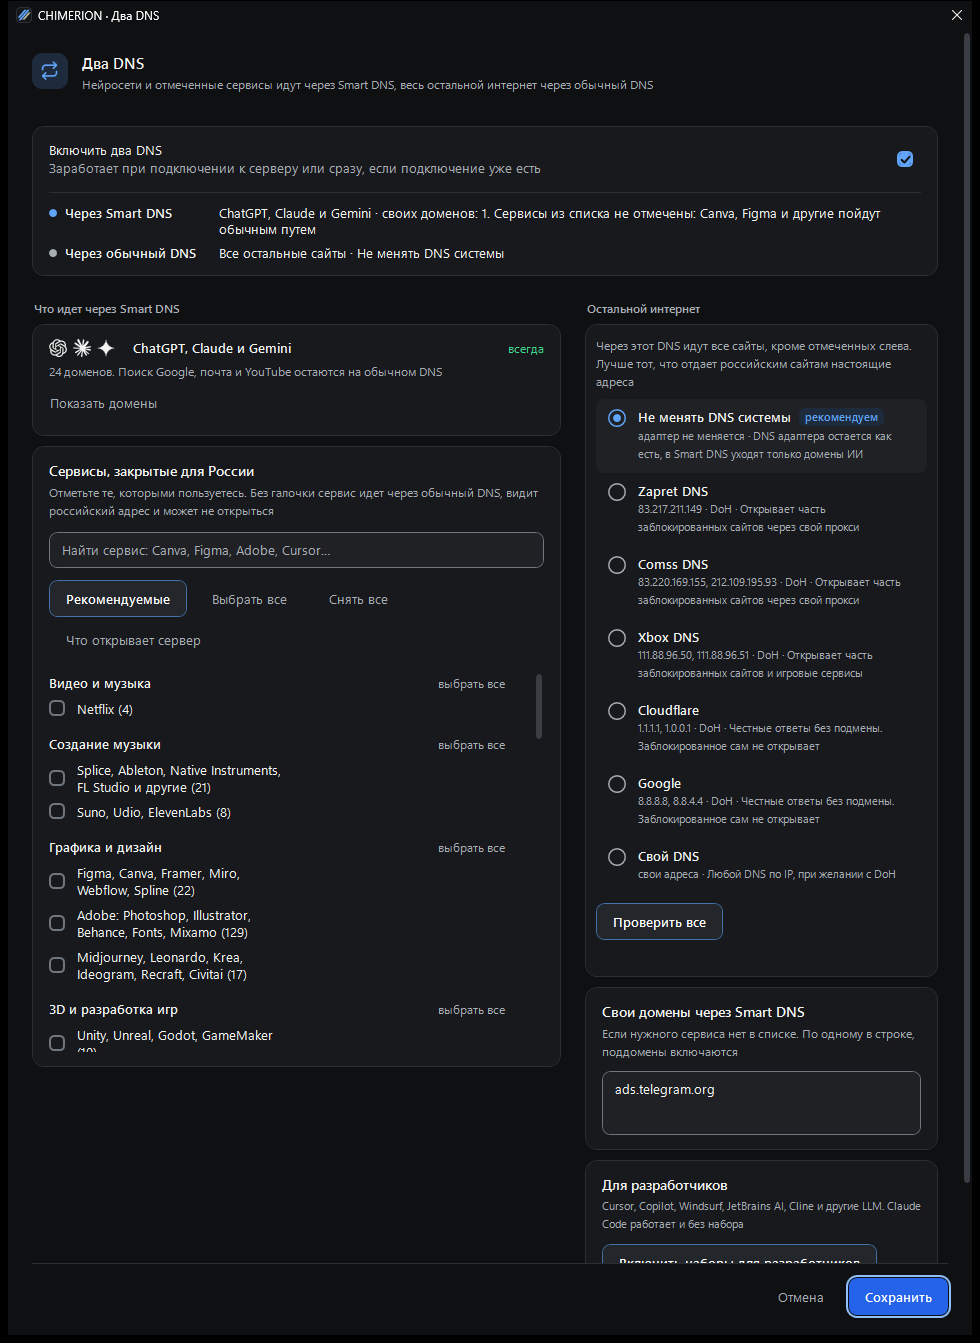 CHIMERION · Два DNS
Два DNS
Нейросети и отмеченные сервисы идут через Smart DNS, весь остальной интернет через обычный DNS
Включить два DNS
Заработает при подключении к серверу или сразу, если подключение уже есть
Через Smart DNS
ChatGPT, Claude и Gemini · своих доменов: 1. Сервисы из списка не отмечены: Canva, Figma и другие пойдут
обычным путем
Через обычный DNS
Все остальные сайты · Не менять DNS системы
Что идет через Smart DNS
ChatGPT, Claude и Gemini
всегда
24 доменов. Поиск Google, почта и YouTube остаются на обычном DNS
Показать домены
Сервисы, закрытые для России
Отметьте те, которыми пользуетесь. Без галочки сервис идет через обычный DNS, видит
российский адрес и может не открыться
Найти сервис: Canva, Figma, Adobe, Cursor...
Рекомендуемые
Выбрать все
Снять все
Что открывает сервер
Видео и музыка
выбрать все
Netflix (4)
Создание музыки
выбрать все
Splice, Ableton, Native Instruments,
FL Studio и другие (21)
Suno, Udio, ElevenLabs (8)
Графика и дизайн
выбрать все
Figma, Canva, Framer, Miro,
Webflow, Spline (22)
Adobe: Photoshop, Illustrator,
Behance, Fonts, Mixamo (129)
Midjourney, Leonardo, Krea,
Ideogram, Recraft, Civitai (17)
3D и разработка игр
выбрать все
Unity, Unreal, Godot, GameMaker
Остальной интернет
Через этот DNS идут все сайты, кроме отмеченных слева.
Лучше тот, что отдает российским сайтам настоящие
адреса
Не менять DNS системы
рекомендуем
адаптер не меняется · DNS адаптера остается как
есть, в Smart DNS уходят только домены ИИ
Zapret DNS
83.217.211.149 · DoH · Открывает часть
заблокированных сайтов через свой прокси
Comss DNS
83.220.169.155, 212.109.195.93 · DoH · Открывает часть
заблокированных сайтов через свой прокси
Xbox DNS
111.88.96.50, 111.88.96.51 · DoH · Открывает часть
заблокированных сайтов и игровые сервисы
Cloudflare
1.1.1.1, 1.0.0.1 · DoH · Честные ответы без подмены.
Заблокированное сам не открывает
Google
8.8.8.8, 8.8.4.4 · DoH · Честные ответы без подмены.
Заблокированное сам не открывает
Свой DNS
свои адреса · Любой DNS по IP, при желании с DoH
Проверить все
Свои домены через Smart DNS
Если нужного сервиса нет в списке. По одному в строке,
поддомены включаются
ads.telegram.org
Для разработчиков
Cursor, Copilot, Windsurf, JetBrains AI, Cline и другие LLM. Claude
Code работает и без набора
Включить наборы для разработчиков
Отмена
Сохранить